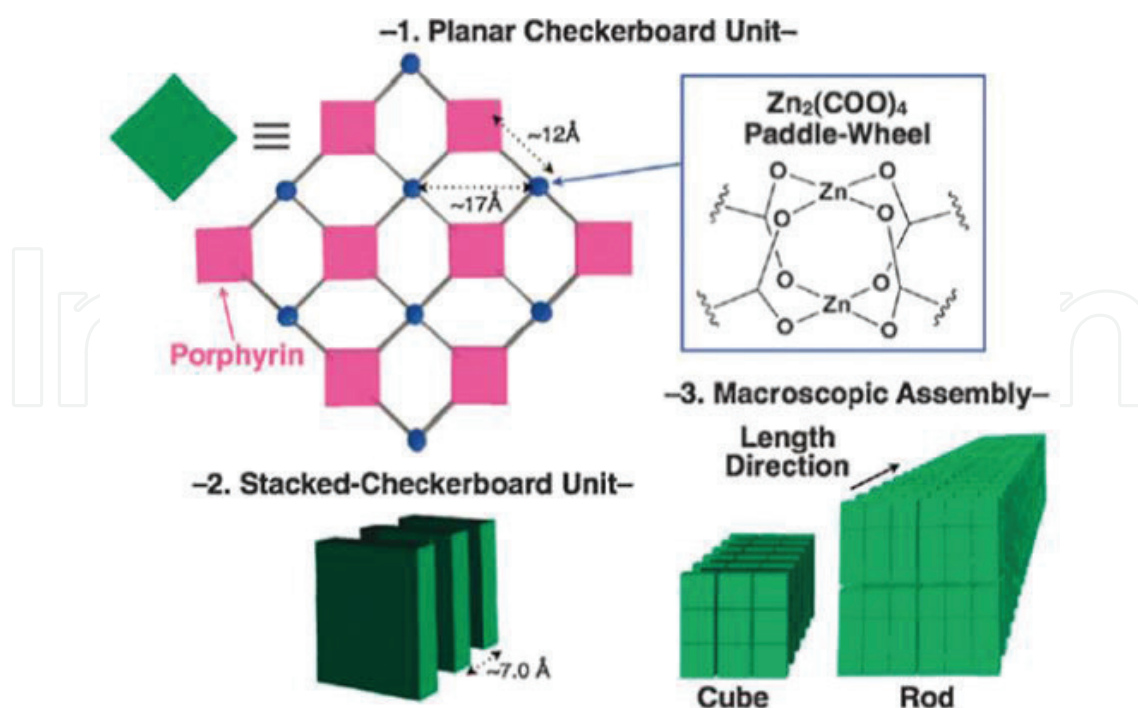 –1. Planar Checkerboard Unit–
~12Å
~17Å
Zn₂(COO)₄
Paddle-Wheel
O
O
Zn
O
O
O
O
Zn
O
O
Porphyrin
–3. Macroscopic Assembly–
Length
Direction
–2. Stacked-Checkerboard Unit–
~7.0 Å
Cube
Rod